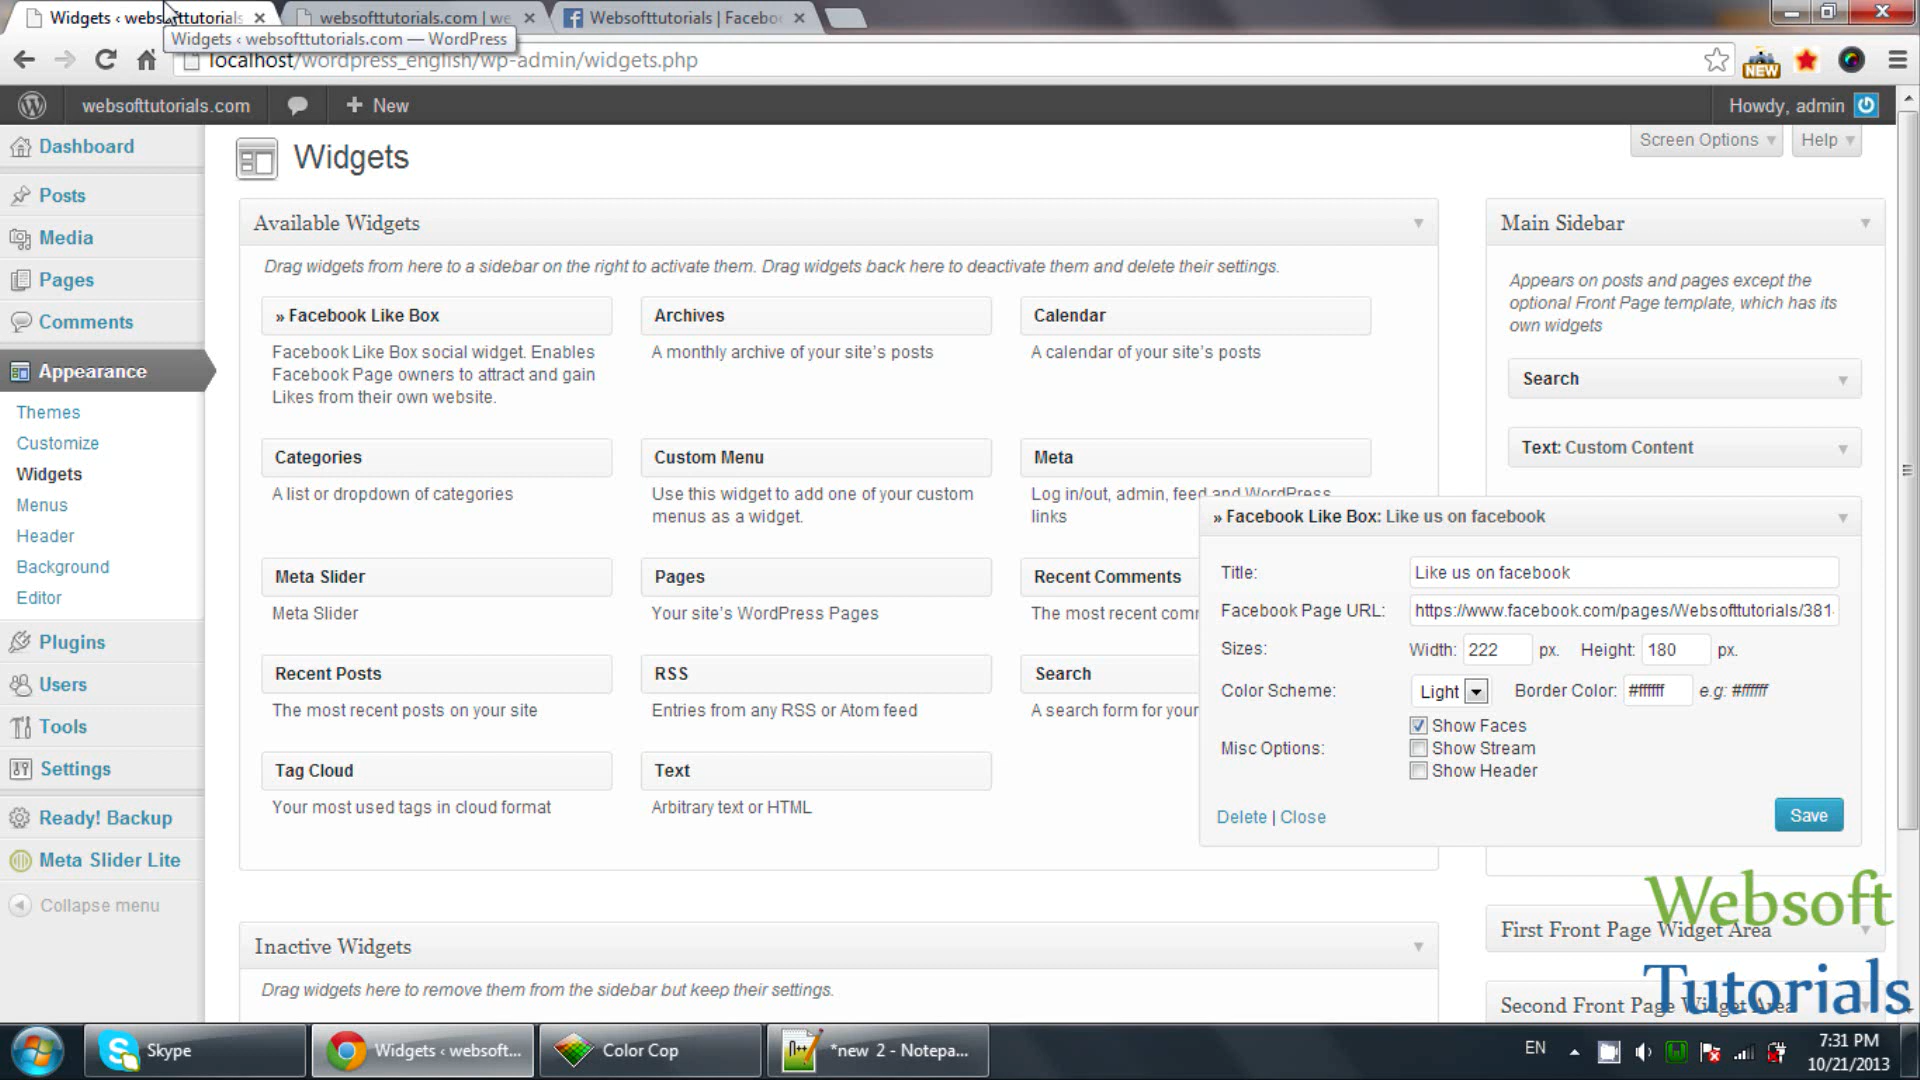 Widgets ‹ websofttutorials
websofttutorials.com | we
Websofttutorials | Facebo
Widgets ‹ websofttutorials.com — WordPress
localhost/wordpress_english/wp-admin/widgets.php
NEW
websofttutorials.com
+ New
Howdy, admin
Dashboard
Posts
Media
Pages
Comments
Appearance
Themes
Customize
Widgets
Menus
Header
Background
Editor
Plugins
Users
Tools
Settings
Ready! Backup
Meta Slider Lite
Collapse menu
Screen Options
Help
Widgets
Available Widgets
Drag widgets from here to a sidebar on the right to activate them. Drag widgets back here to deactivate them and delete their settings.
» Facebook Like Box
Facebook Like Box social widget. Enables
Facebook Page owners to attract and gain
Likes from their own website.
Archives
A monthly archive of your site's posts
Calendar
A calendar of your site's posts
Categories
A list or dropdown of categories
Custom Menu
Use this widget to add one of your custom
menus as a widget.
Meta
Log in/out, admin, feed and WordPress
links
Meta Slider
Meta Slider
Pages
Your site's WordPress Pages
Recent Comments
The most recent com
Recent Posts
The most recent posts on your site
RSS
Entries from any RSS or Atom feed
Search
A search form for your
Tag Cloud
Your most used tags in cloud format
Text
Arbitrary text or HTML
Inactive Widgets
Drag widgets here to remove them from the sidebar but keep their settings.
Main Sidebar
Appears on posts and pages except the
optional Front Page template, which has its
own widgets
Search
Text: Custom Content
» Facebook Like Box: Like us on facebook
Title: Like us on facebook
Facebook Page URL: https://www.facebook.com/pages/Websofttutorials/381
Sizes: Width: 222 px. Height: 180 px.
Color Scheme: Light Border Color: #ffffff e.g: #ffffff
Misc Options:
Show Faces
Show Stream
Show Header
Delete | Close
Save
First Front Page Widget Area
Second Front Page Widget Area
Websoft
Tutorials
Skype
Widgets ‹ websoft...
Color Cop
*new 2 - Notepa...
EN
7:31 PM
10/21/2013